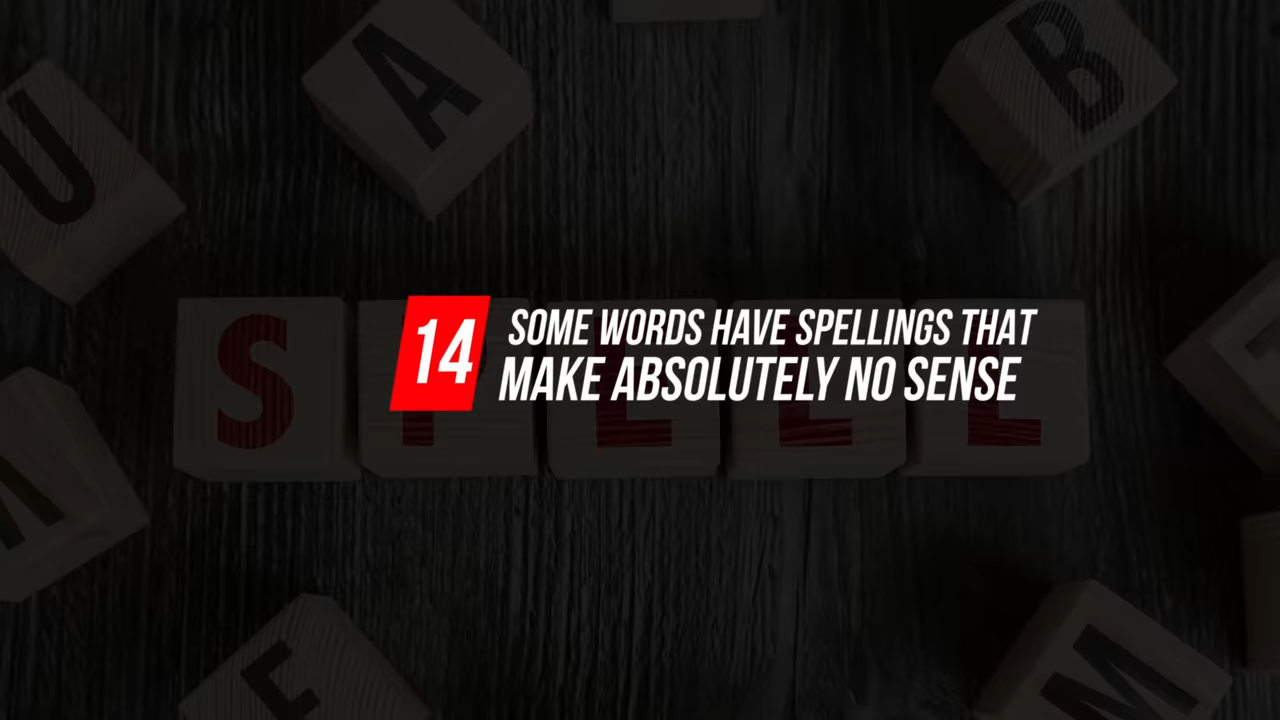 U
A
B
14
SOME WORDS HAVE SPELLINGS THAT
MAKE ABSOLUTELY NO SENSE
S P E L L
E
M